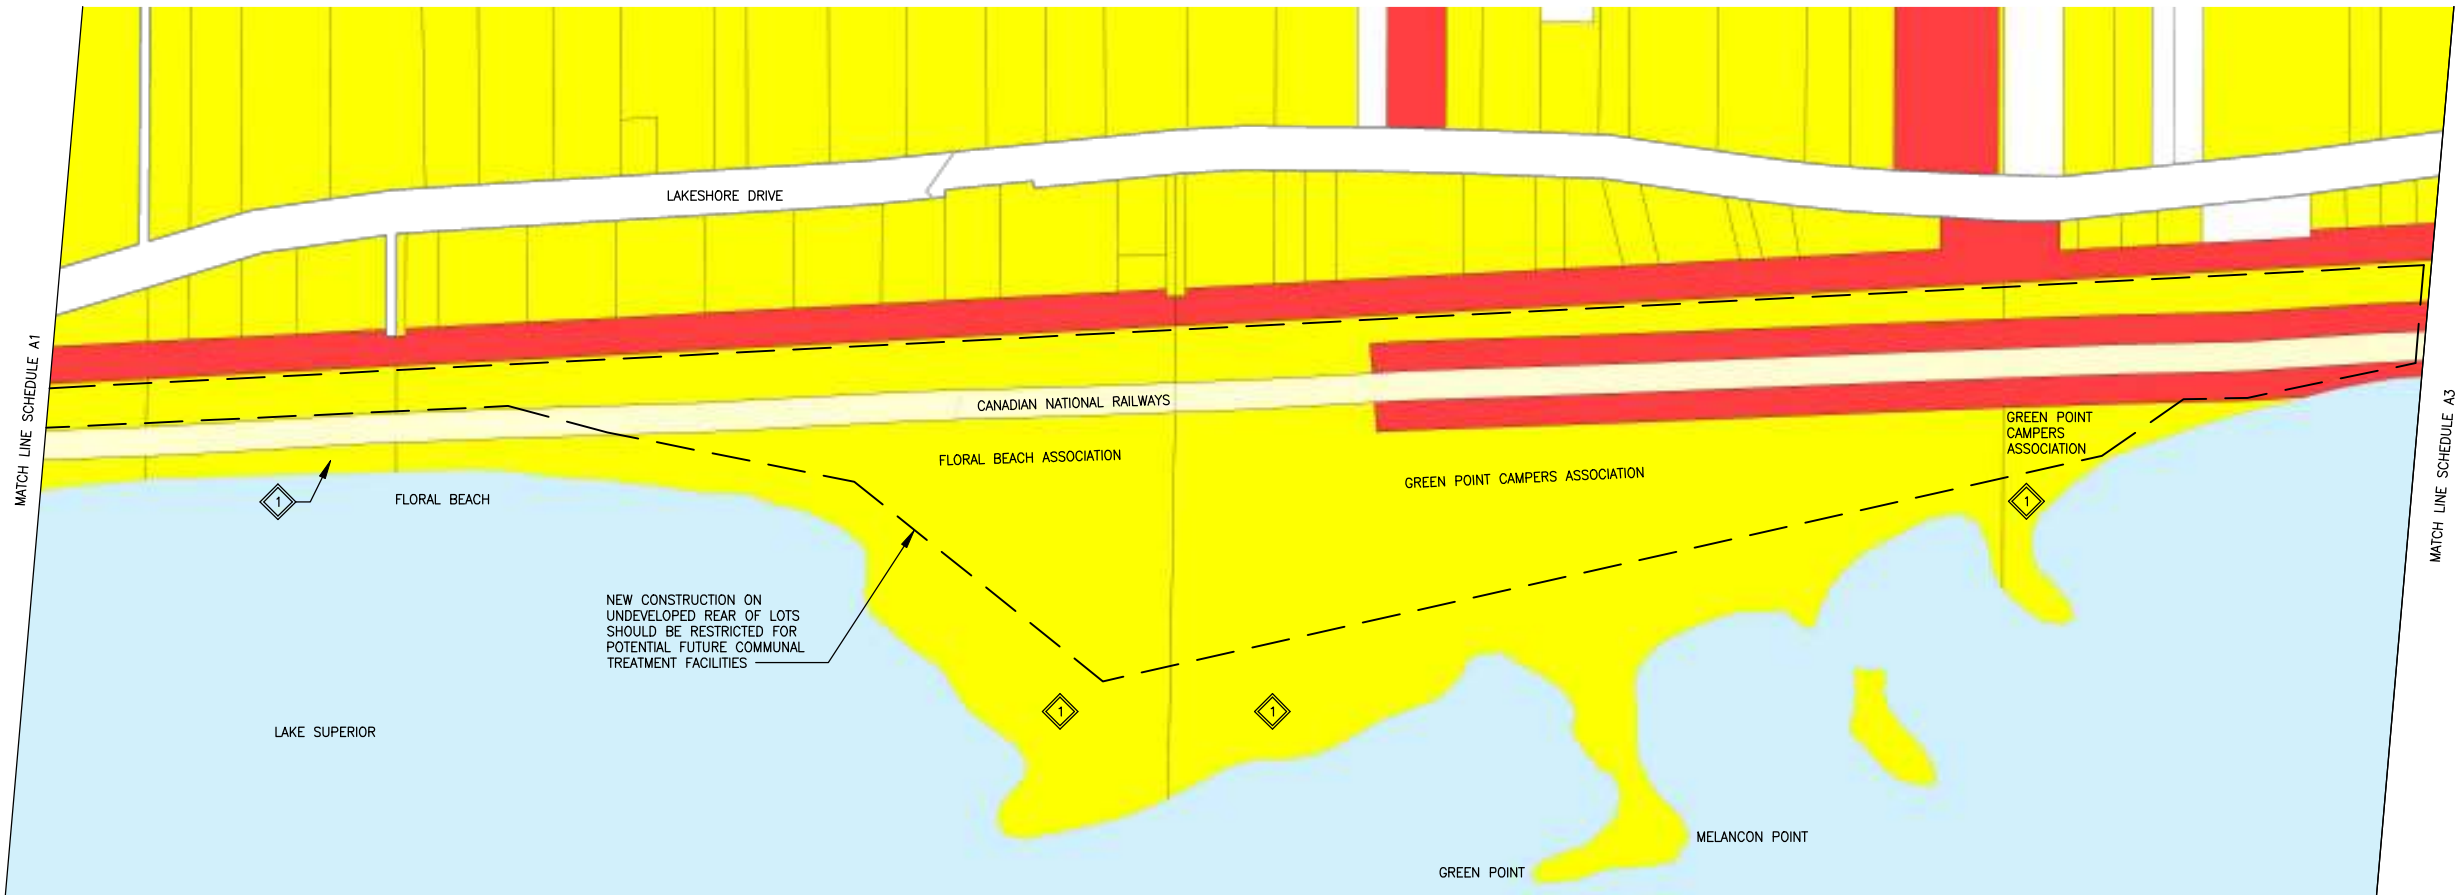 LAKESHORE DRIVE
MATCH LINE SCHEDULE A1
MATCH LINE SCHEDULE A3
CANADIAN NATIONAL RAILWAYS
GREEN POINT
CAMPERS
ASSOCIATION
FLORAL BEACH ASSOCIATION
GREEN POINT CAMPERS ASSOCIATION
1
FLORAL BEACH
1
NEW CONSTRUCTION ON
UNDEVELOPED REAR OF LOTS
SHOULD BE RESTRICTED FOR
POTENTIAL FUTURE COMMUNAL
TREATMENT FACILITIES
1
1
LAKE SUPERIOR
MELANCON POINT
GREEN POINT